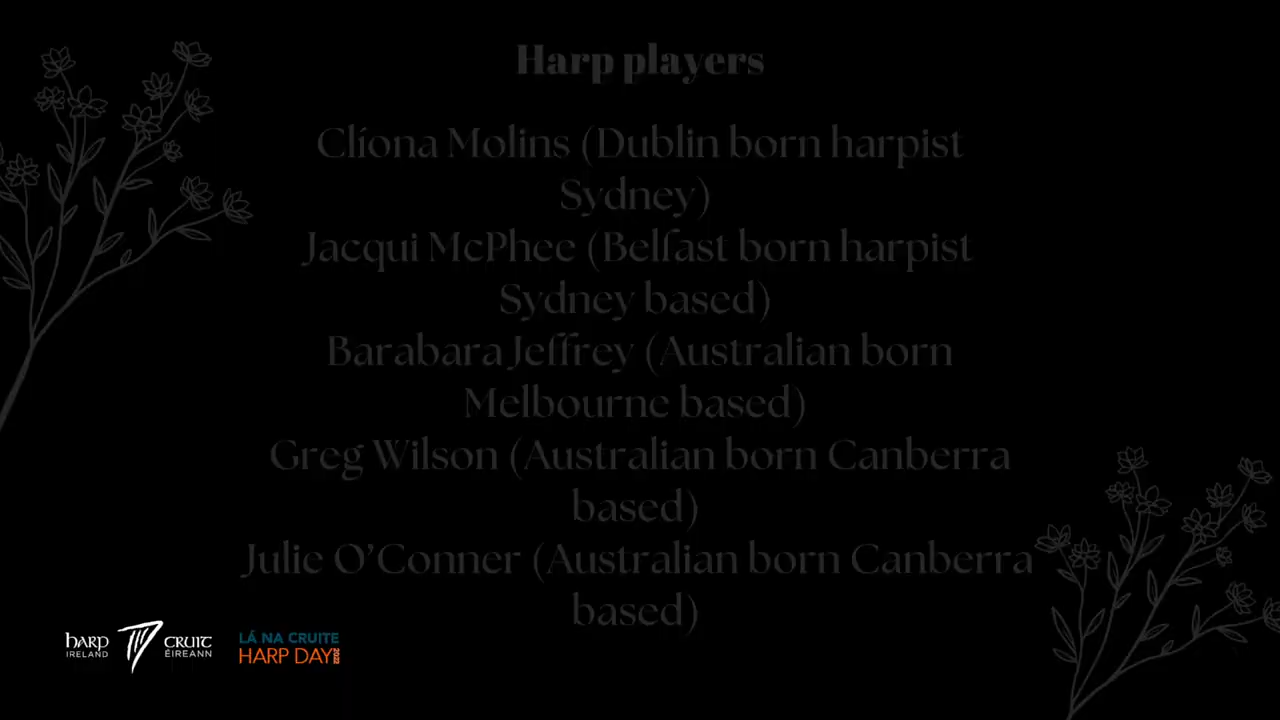 Harp players
Clíona Molins (Dublin born harpist
Sydney)
Jacqui McPhee (Belfast born harpist
Sydney based)
Barabara Jeffrey (Australian born
Melbourne based)
Greg Wilson (Australian born Canberra
based)
Julie O'Conner (Australian born Canberra
based)
harp
IRELAND
CRUIT
ÉIREANN
LÁ NA CRUITE
HARP DAY 2022